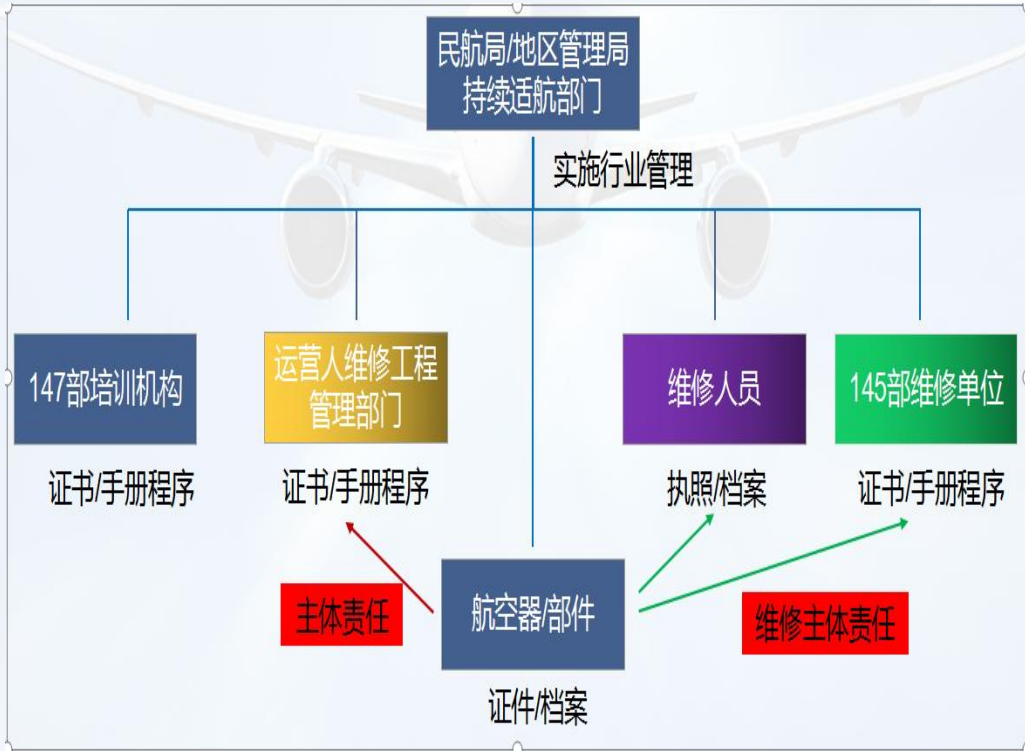 民航局/地区管理局
持续适航部门
实施行业管理
147部培训机构
运营人维修工程
管理部门
维修人员
145部维修单位
证书/手册程序
证书/手册程序
执照/档案
证书/手册程序
主体责任
航空器/部件
维修主体责任
证件/档案